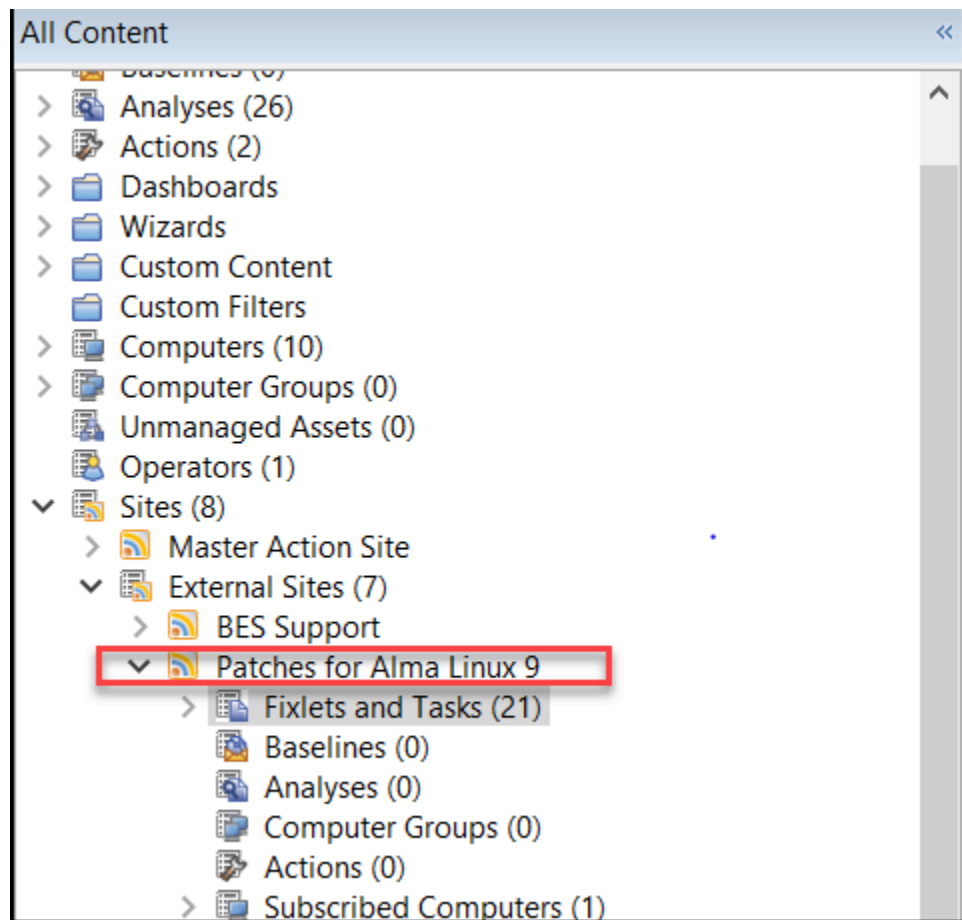 All Content
Baselines (0)
Analyses (26)
Actions (2)
Dashboards
Wizards
Custom Content
Custom Filters
Computers (10)
Computer Groups (0)
Unmanaged Assets (0)
Operators (1)
Sites (8)
Master Action Site
External Sites (7)
BES Support
Patches for Alma Linux 9
Fixlets and Tasks (21)
Baselines (0)
Analyses (0)
Computer Groups (0)
Actions (0)
Subscribed Computers (1)